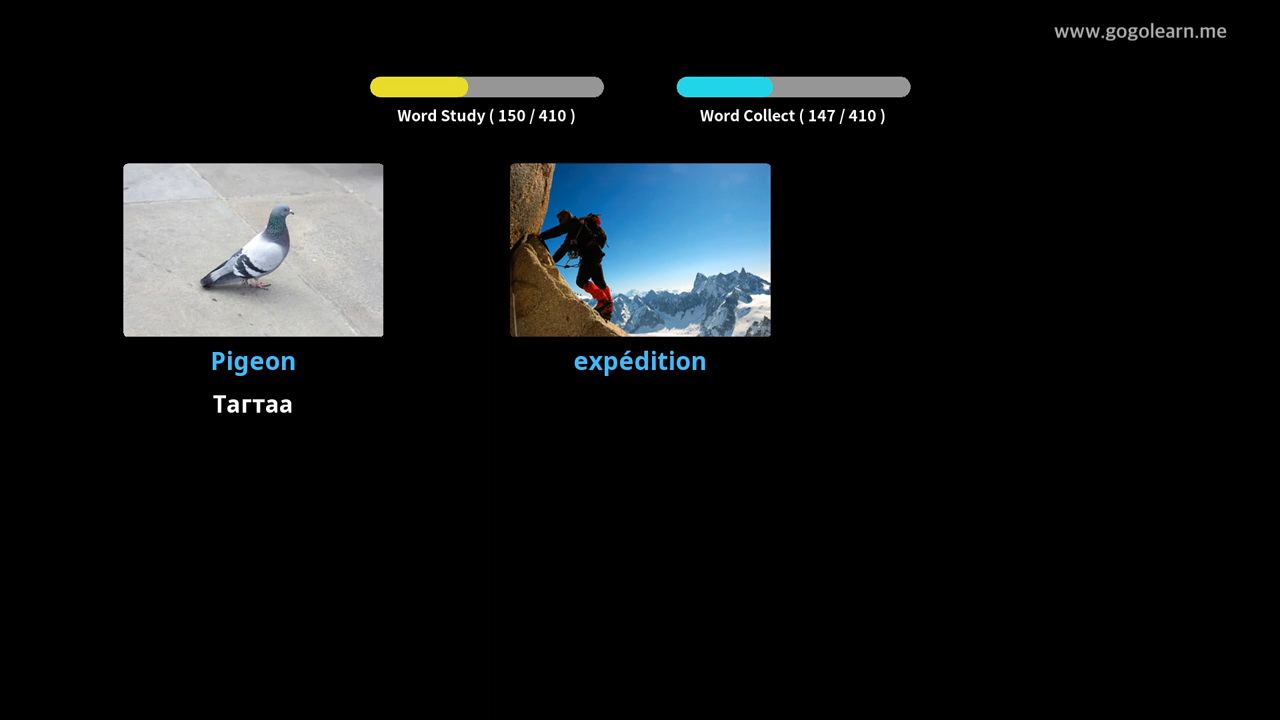 www.gogolearn.me
Word Study ( 150 / 410 )
Word Collect ( 147 / 410 )
Pigeon
expédition
Тагтаа